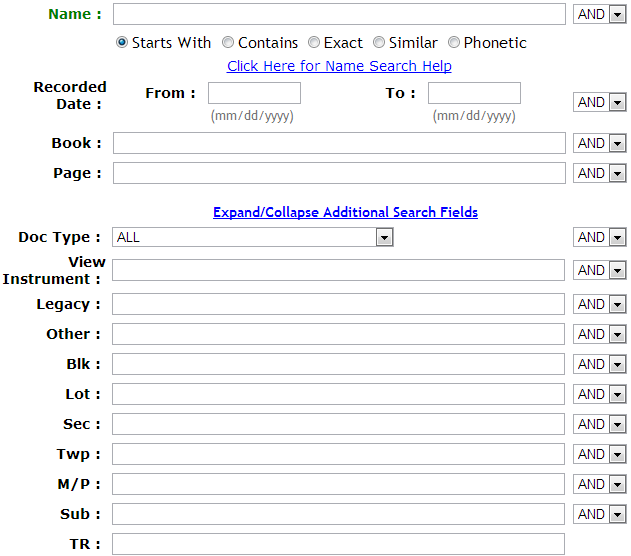 Name : AND
Starts With Contains Exact Similar Phonetic
Click Here for Name Search Help
Recorded
Date : From : To : AND
(mm/dd/yyyy) (mm/dd/yyyy)
Book : AND
Page : AND
Expand/Collapse Additional Search Fields
Doc Type : ALL AND
View
Instrument : AND
Legacy : AND
Other : AND
Blk : AND
Lot : AND
Sec : AND
Twp : AND
M/P : AND
Sub : AND
TR :